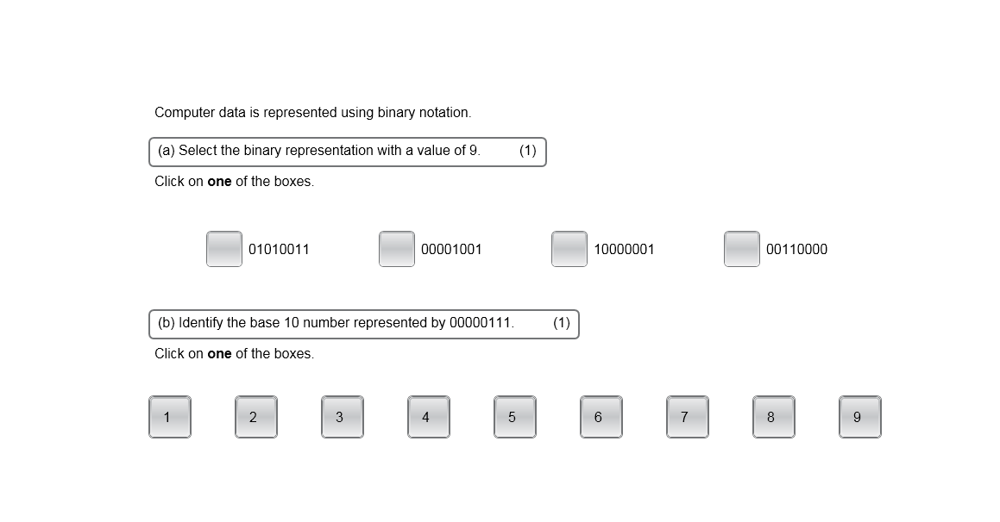 Computer data is represented using binary notation.
(a) Select the binary representation with a value of 9. (1)
Click on one of the boxes.
01010011 00001001 10000001 00110000
(b) Identify the base 10 number represented by 00000111. (1)
Click on one of the boxes.
1 2 3 4 5 6 7 8 9